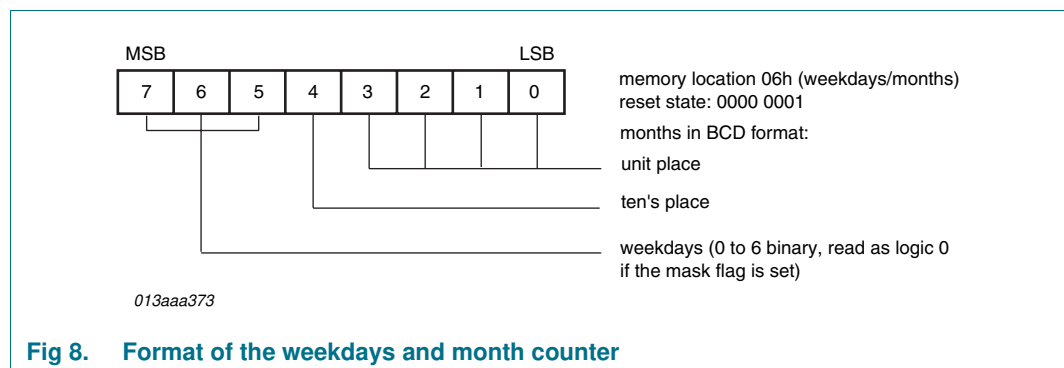 MSB LSB
7 6 5 4 3 2 1 0
memory location 06h (weekdays/months)
reset state: 0000 0001
months in BCD format:
unit place
ten's place
weekdays (0 to 6 binary, read as logic 0
if the mask flag is set)
013aaa373
Fig 8. Format of the weekdays and month counter